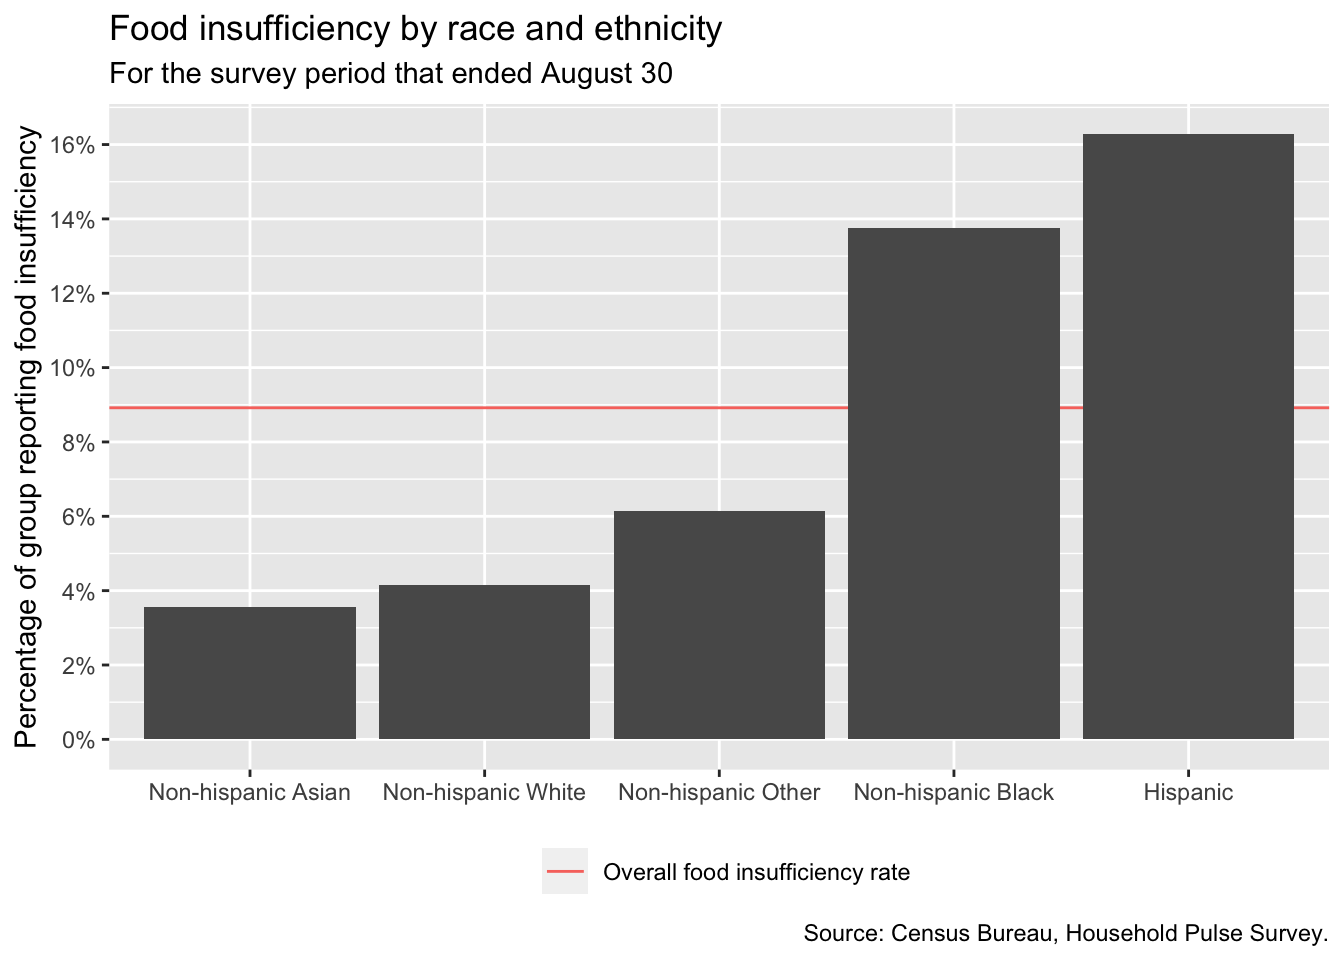 Food insufficiency by race and ethnicity
For the survey period that ended August 30
Percentage of group reporting food insufficiency
16%
14%
12%
10%
8%
6%
4%
2%
0%
Non-hispanic Asian
Non-hispanic White
Non-hispanic Other
Non-hispanic Black
Hispanic
Overall food insufficiency rate
Source: Census Bureau, Household Pulse Survey.